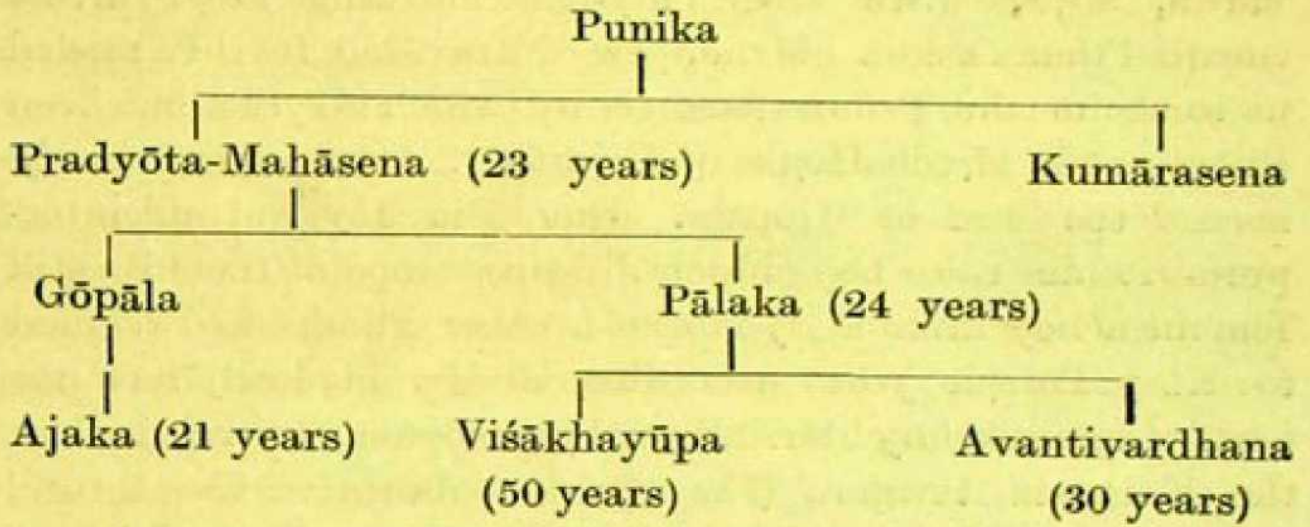 Punika
Pradyōta-Mahāsena (23 years)
Kumārasena
Gōpāla
Pālaka (24 years)
Ajaka (21 years)
Viśākhayūpa
(50 years)
Avantivardhana
(30 years)